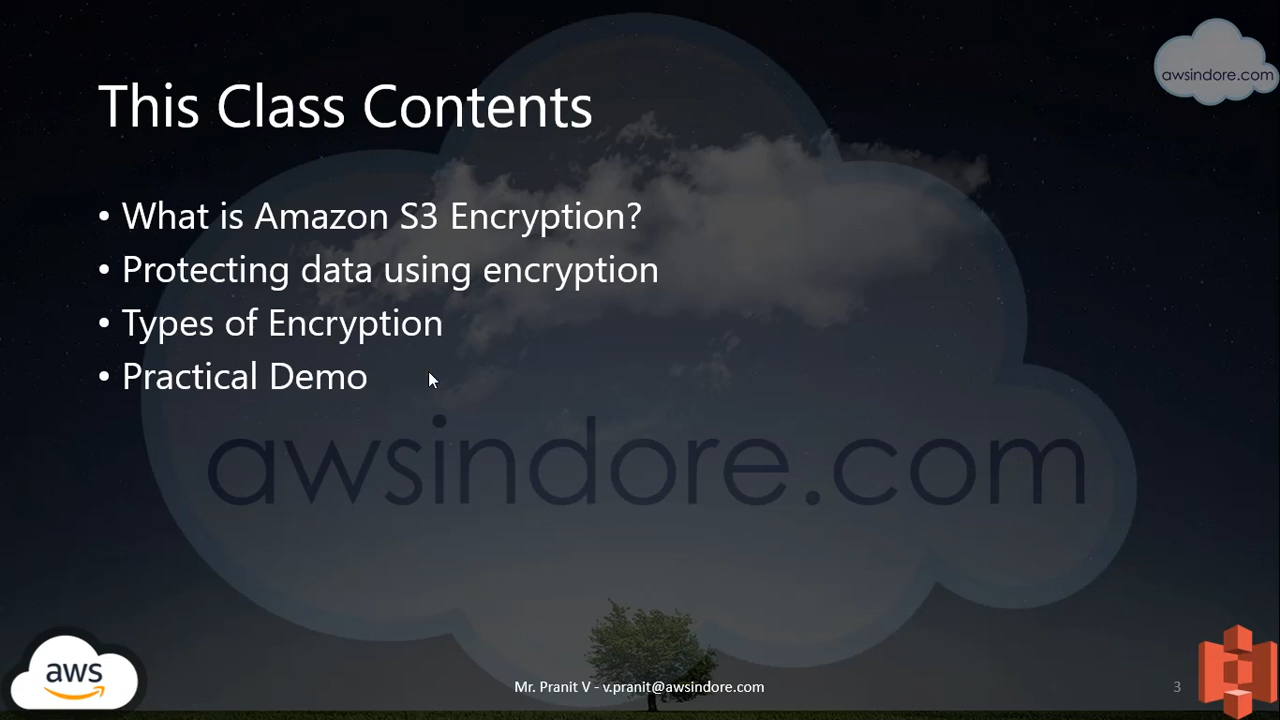 awsindore.com
This Class Contents
• What is Amazon S3 Encryption?
• Protecting data using encryption
• Types of Encryption
• Practical Demo
awsindore.com
aws
Mr. Pranit V - v.pranit@awsindore.com
3